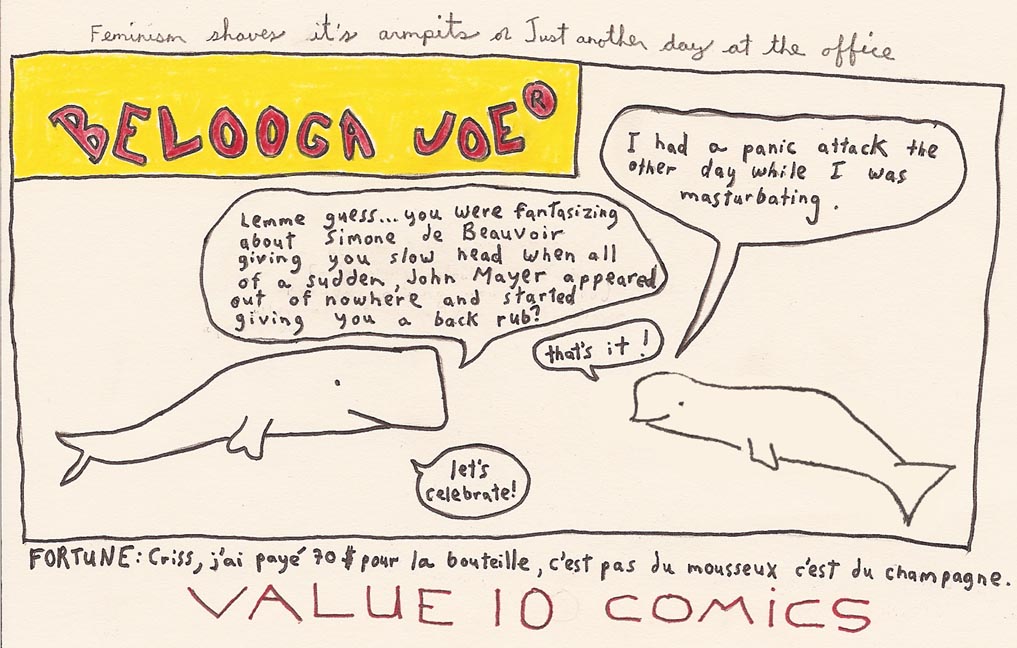 Feminism shaves it's armpits or Just another day at the office
BELOOGA JOE®
I had a panic attack the
other day while I was
masturbating.
Lemme guess...you were fantasizing
about Simone de Beauvoir
giving you slow head when all
of a sudden, John Mayer appeared
out of nowhere and started
giving you a back rub?
that's it!
let's
celebrate!
FORTUNE: Criss, j'ai payé 70$ pour la bouteille, c'est pas du mousseux c'est du champagne.
VALUE 10 COMiCS